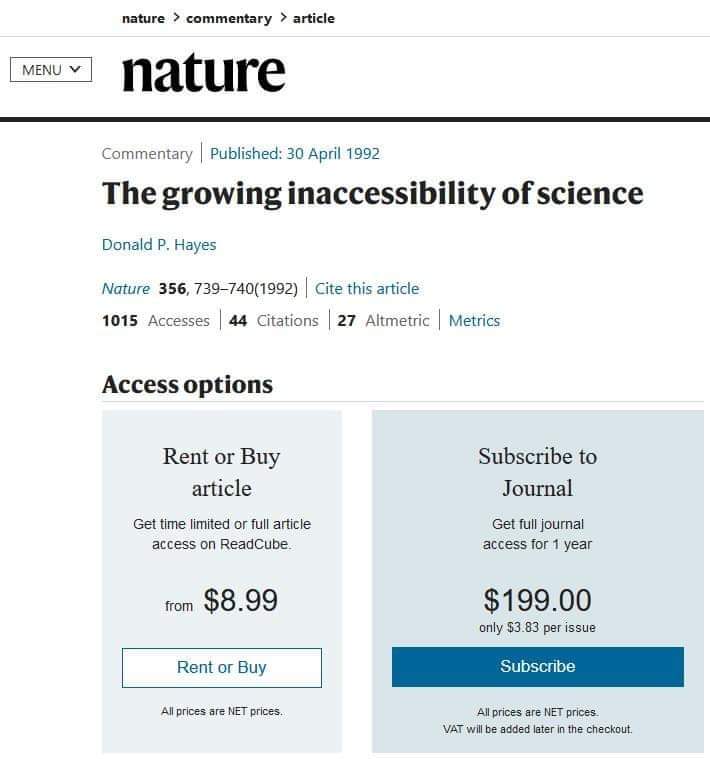 nature > commentary > article
MENU
nature
Commentary | Published: 30 April 1992
The growing inaccessibility of science
Donald P. Hayes
Nature 356, 739–740(1992) | Cite this article
1015 Accesses | 44 Citations | 27 Altmetric | Metrics
Access options
Rent or Buy
article
Get time limited or full article
access on ReadCube.
from $8.99
Rent or Buy
All prices are NET prices.
Subscribe to
Journal
Get full journal
access for 1 year
$199.00
only $3.83 per issue
Subscribe
All prices are NET prices.
VAT will be added later in the checkout.